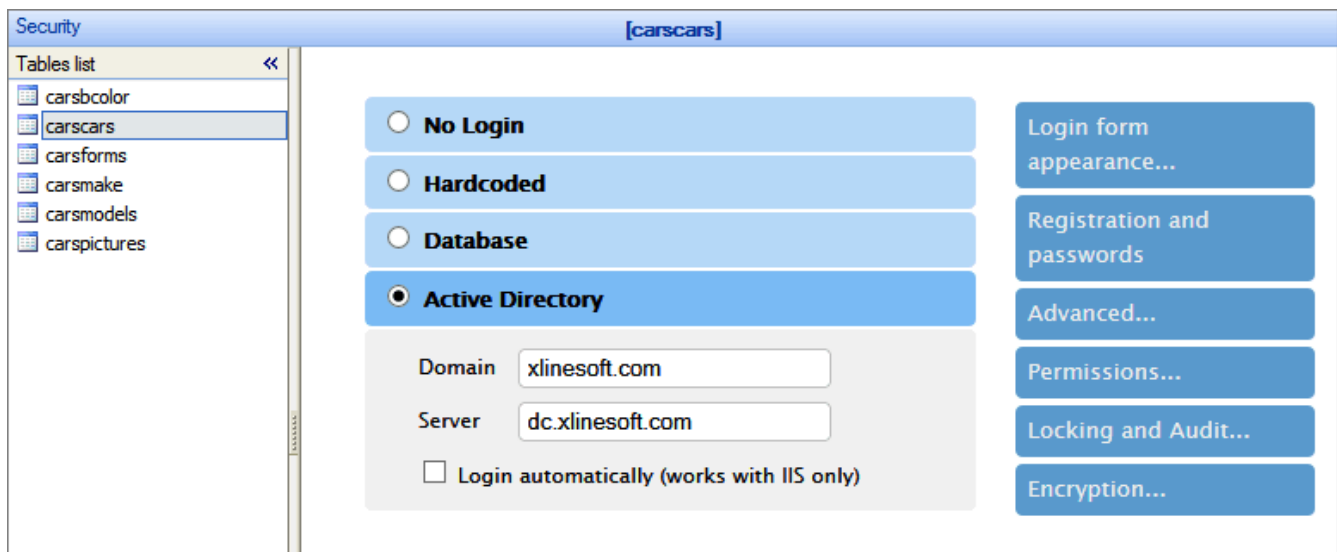 Security
[carscars]
Tables list
«
carsbcolor
carscars
carsforms
carsmake
carsmodels
carspictures
No Login
Hardcoded
Database
Active Directory
Domain
xlinesoft.com
Server
dc.xlinesoft.com
Login automatically (works with IIS only)
Login form
appearance...
Registration and
passwords
Advanced...
Permissions...
Locking and Audit...
Encryption...